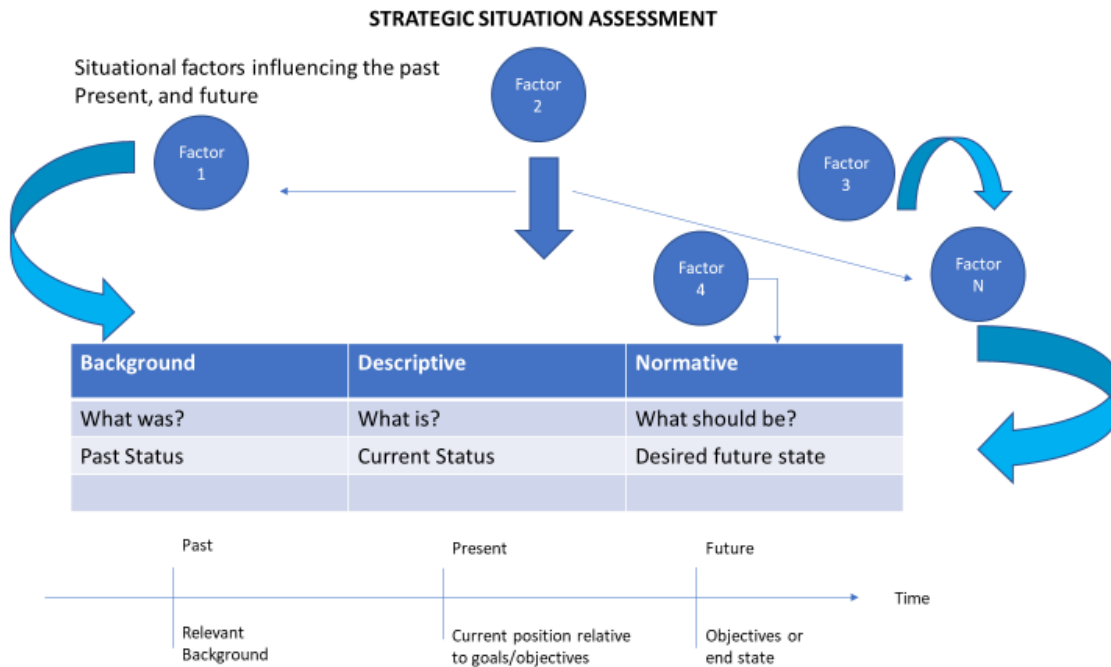 STRATEGIC SITUATION ASSESSMENT
Situational factors influencing the past
Present, and future
Factor
1
Factor
2
Factor
3
Factor
4
Factor
N
Background
Descriptive
Normative
What was?
What is?
What should be?
Past Status
Current Status
Desired future state
Past
Present
Future
Time
Relevant
Background
Current position relative
to goals/objectives
Objectives or
end state